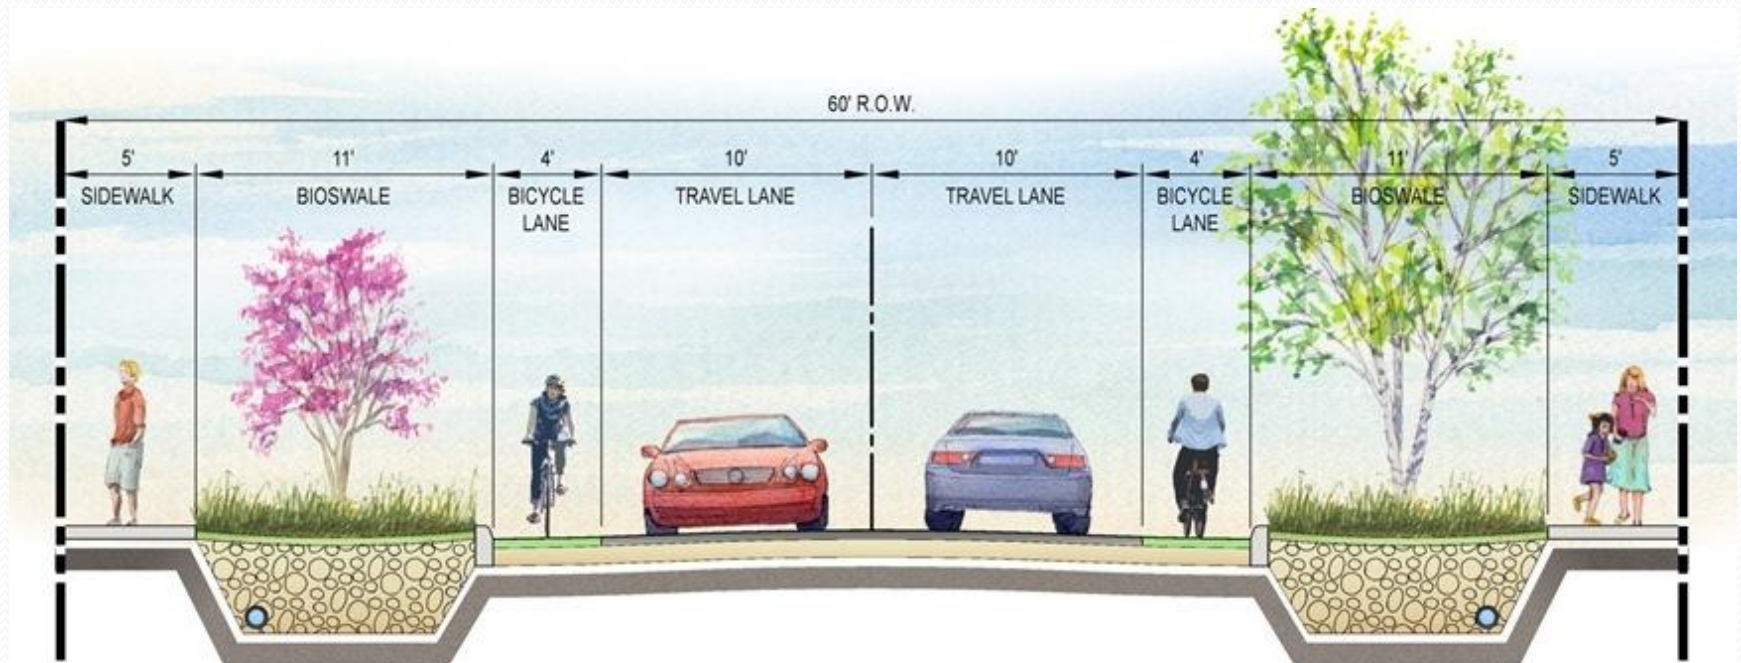 60' R.O.W.
5' 11' 4' 10' 10' 4' 11' 5'
SIDEWALK BIOSWALE BICYCLE TRAVEL LANE TRAVEL LANE BICYCLE BIOSWALE SIDEWALK
LANE LANE